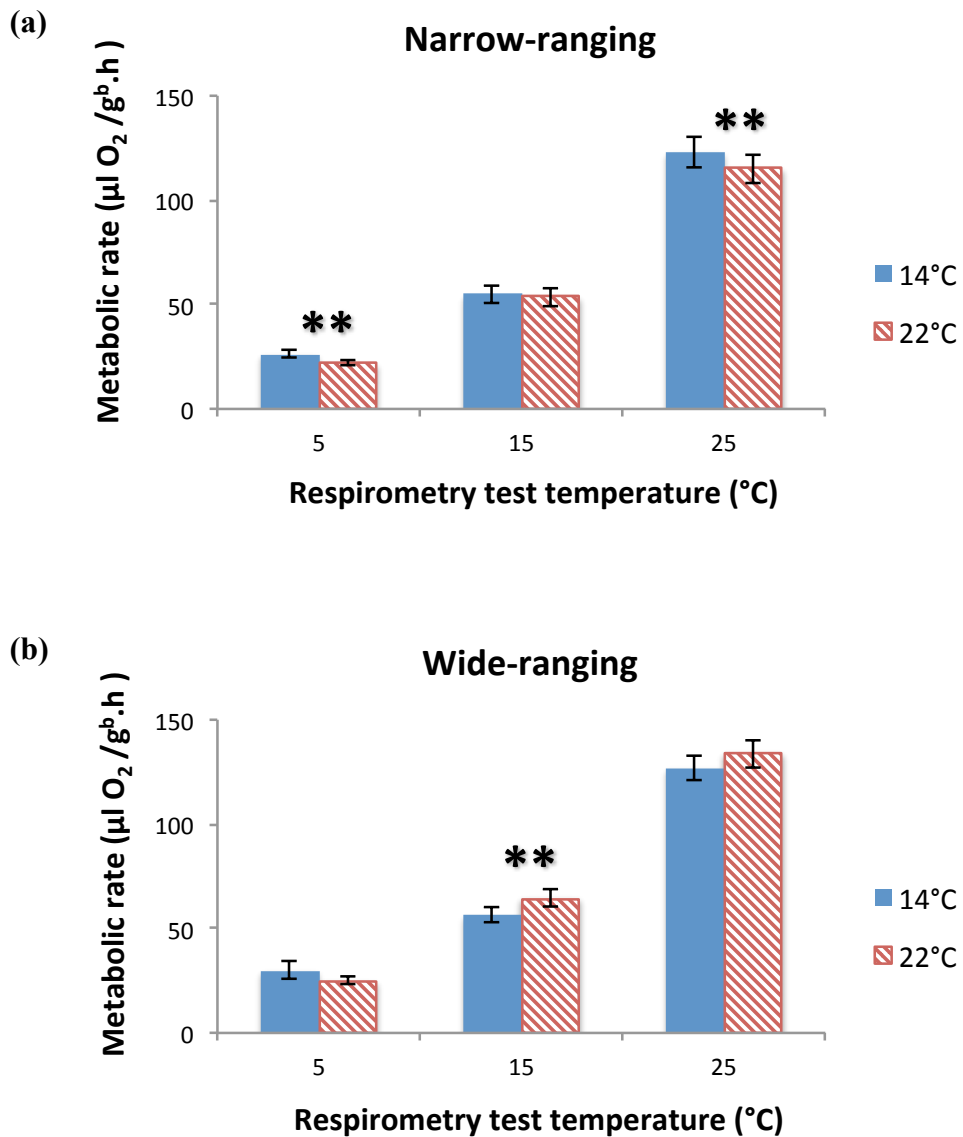 (a)
Narrow-ranging
Metabolic rate (µl O₂ /gᵇ.h )
150
100
50
0
**
**
5 15 25
Respirometry test temperature (°C)
14°C
22°C
(b)
Wide-ranging
Metabolic rate (µl O₂ /gᵇ.h )
150
100
50
0
**
5 15 25
Respirometry test temperature (°C)
14°C
22°C